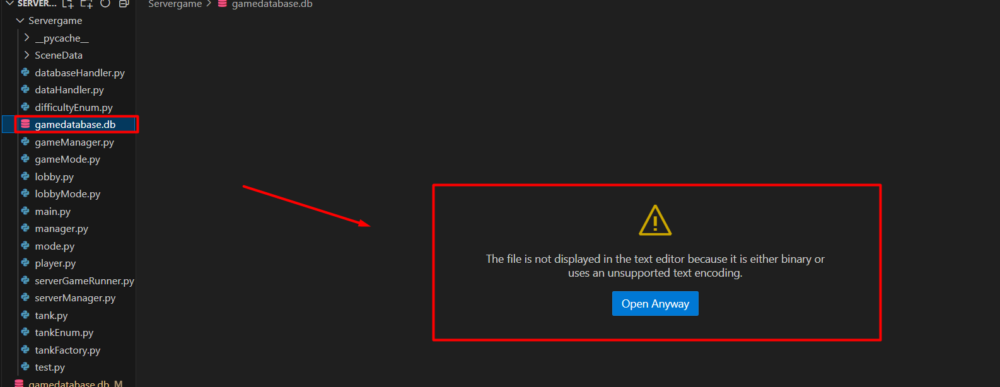 SERVER...
Servergame > gamedatabase.db
Servergame
__pycache__
SceneData
databaseHandler.py
dataHandler.py
difficultyEnum.py
gamedatabase.db
gameManager.py
gameMode.py
lobby.py
lobbyMode.py
main.py
manager.py
mode.py
player.py
serverGameRunner.py
serverManager.py
tank.py
tankEnum.py
tankFactory.py
test.py
gamedatabase.db M
The file is not displayed in the text editor because it is either binary or
uses an unsupported text encoding.
Open Anyway